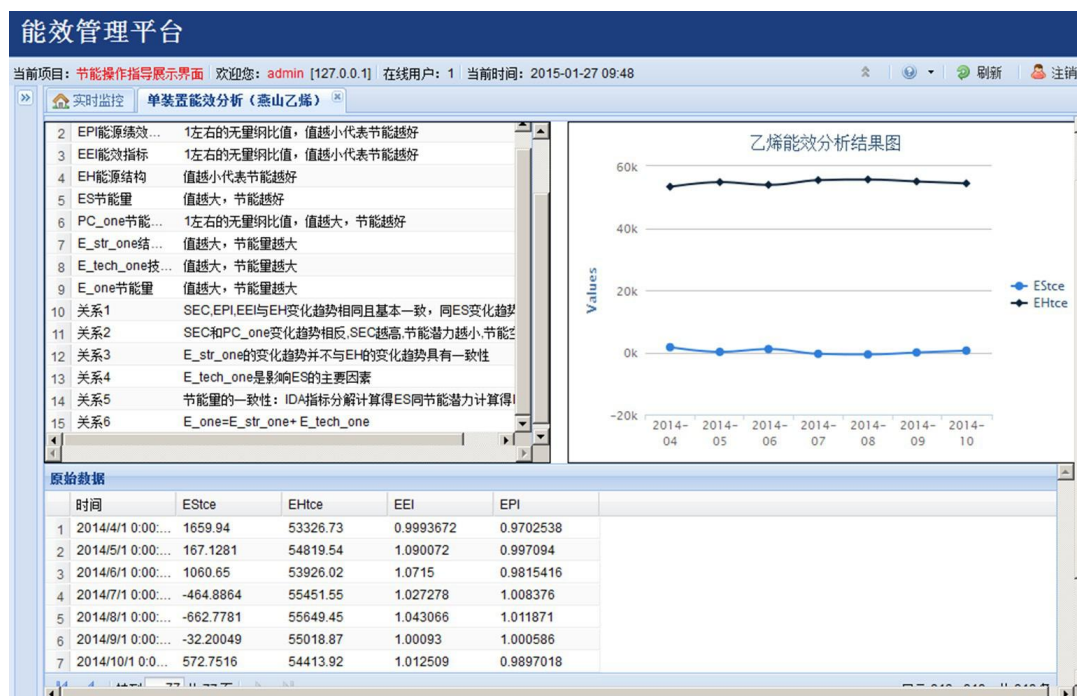 能效管理平台
当前项目：节能操作指导展示界面 欢迎您：admin [127.0.0.1] 在线用户：1 当前时间：2015-01-27 09:48 刷新 注销
实时监控 单装置能效分析（燕山乙烯）
2 EPI能源绩效... 1左右的无量纲比值，值越小代表节能越好
3 EEI能效指标 1左右的无量纲比值，值越小代表节能越好
4 EH能源结构 值越小代表节能越好
5 ES节能量 值越大，节能越好
6 PC_one节能... 1左右的无量纲比值，值越大，节能越好
7 E_str_one结... 值越大，节能量越大
8 E_tech_one技... 值越大，节能量越大
9 E_one节能量 值越大，节能量越大
10 关系1 SEC,EPI,EEI与EH变化趋势相同且基本一致，同ES变化趋势
11 关系2 SEC和PC_one变化趋势相反,SEC越高,节能潜力越小,节能空
12 关系3 E_str_one的变化趋势并不与EH的变化趋势具有一致性
13 关系4 E_tech_one是影响ES的主要因素
14 关系5 节能量的一致性：IDA指标分解计算得ES同节能潜力计算得
15 关系6 E_one=E_str_one+ E_tech_one
乙烯能效分析结果图
Values
60k
40k
20k
0k
-20k
2014-04 2014-05 2014-06 2014-07 2014-08 2014-09 2014-10
EStce
EHtce
原始数据
时间 EStce EHtce EEI EPI
1 2014/4/1 0:00:... 1659.94 53326.73 0.9993672 0.9702538
2 2014/5/1 0:00:... 167.1281 54819.54 1.090072 0.997094
3 2014/6/1 0:00:... 1060.65 53926.02 1.0715 0.9815416
4 2014/7/1 0:00:... -464.8864 55451.55 1.027278 1.008376
5 2014/8/1 0:00:... -662.7781 55649.45 1.043066 1.011871
6 2014/9/1 0:00:... -32.20049 55018.87 1.00093 1.000586
7 2014/10/1 0:0... 572.7516 54413.92 1.012509 0.9897018